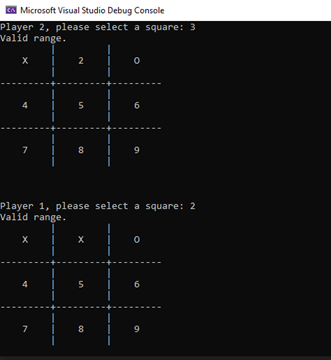 Microsoft Visual Studio Debug Console
Player 2, please select a square: 3
Valid range.
X 2 O
4 5 6
7 8 9
Player 1, please select a square: 2
Valid range.
X X O
4 5 6
7 8 9